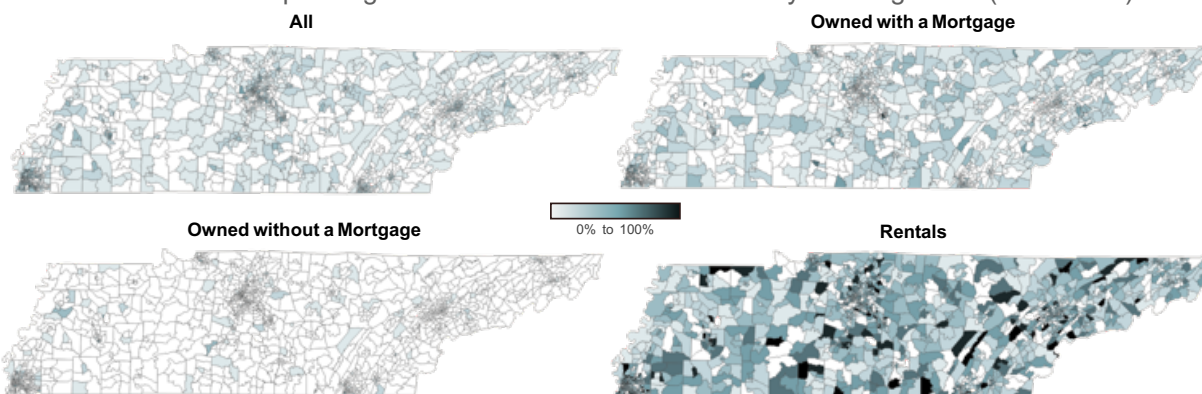 All
Owned with a Mortgage
0% to 100%
Owned without a Mortgage
Rentals